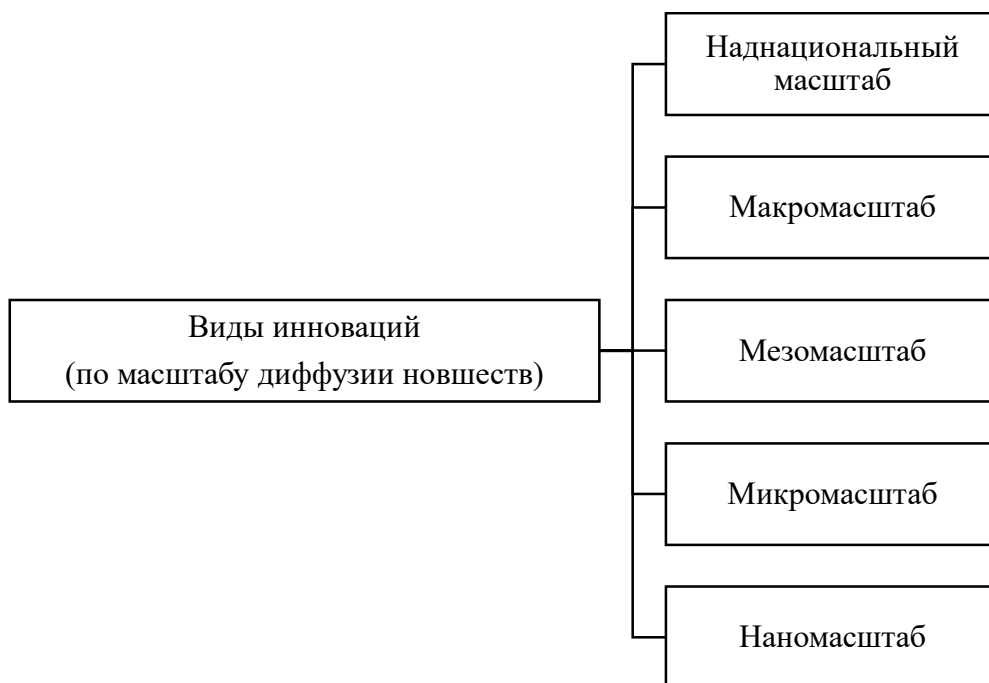 Наднациональный
масштаб
Макромасштаб
Виды инноваций
(по масштабу диффузии новшеств)
Мезомасштаб
Микромасштаб
Наномасштаб